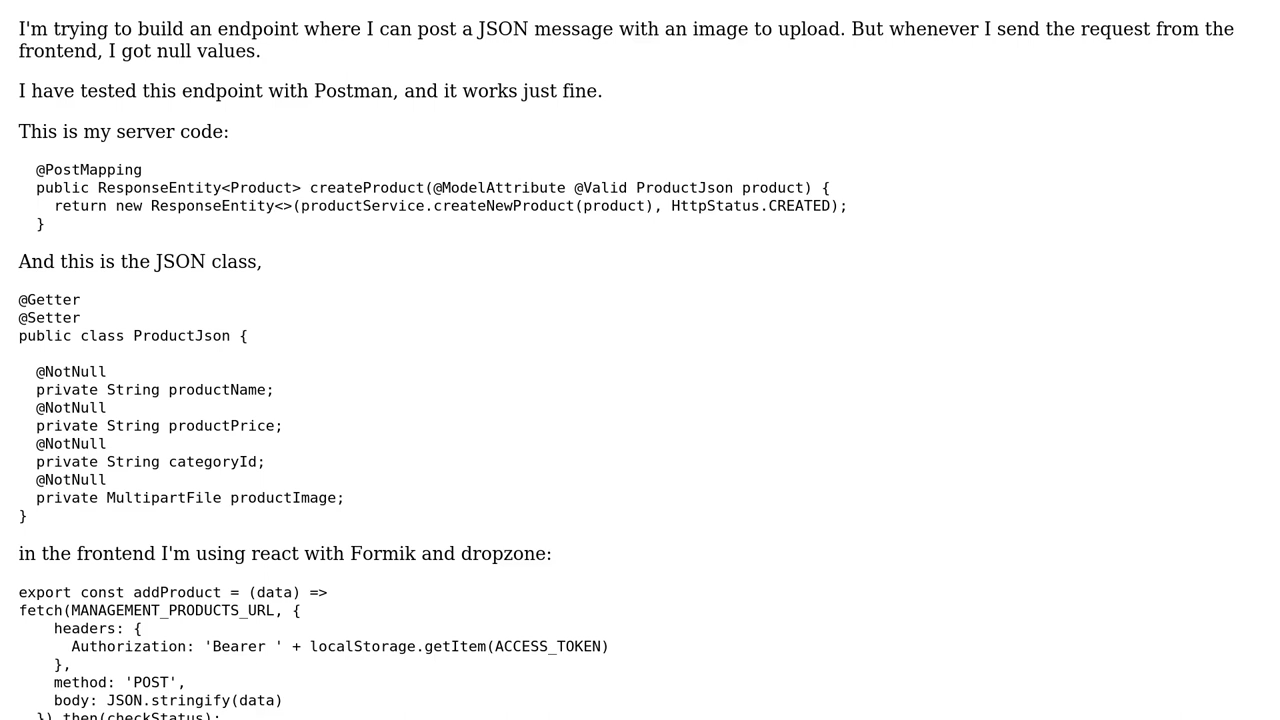 I'm trying to build an endpoint where I can post a JSON message with an image to upload. But whenever I send the request from the
frontend, I got null values.
I have tested this endpoint with Postman, and it works just fine.
This is my server code:
@PostMapping
public ResponseEntity<Product> createProduct(@ModelAttribute @Valid ProductJson product) {
return new ResponseEntity<>(productService.createNewProduct(product), HttpStatus.CREATED);
}
And this is the JSON class,
@Getter
@Setter
public class ProductJson {
@NotNull
private String productName;
@NotNull
private String productPrice;
@NotNull
private String categoryId;
@NotNull
private MultipartFile productImage;
}
in the frontend I'm using react with Formik and dropzone:
export const addProduct = (data) =>
fetch(MANAGEMENT_PRODUCTS_URL, {
headers: {
Authorization: 'Bearer ' + localStorage.getItem(ACCESS_TOKEN)
},
method: 'POST',
body: JSON.stringify(data)
}).then(checkStatus);